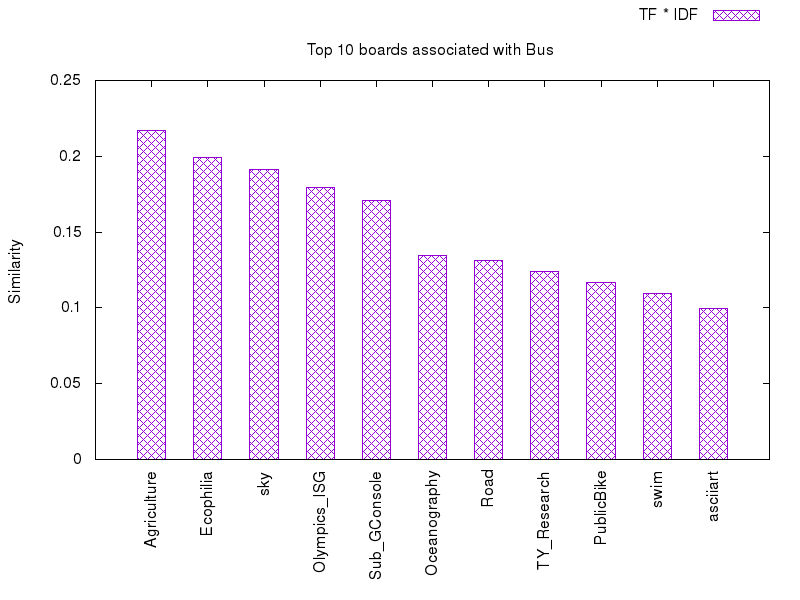 TF * IDF
Top 10 boards associated with Bus
0.25
0.2
0.15
0.1
0.05
0
Similarity
Agriculture
Ecophilia
sky
Olympics_ISG
Sub_GConsole
Oceanography
Road
TY_Research
PublicBike
swim
asciiart